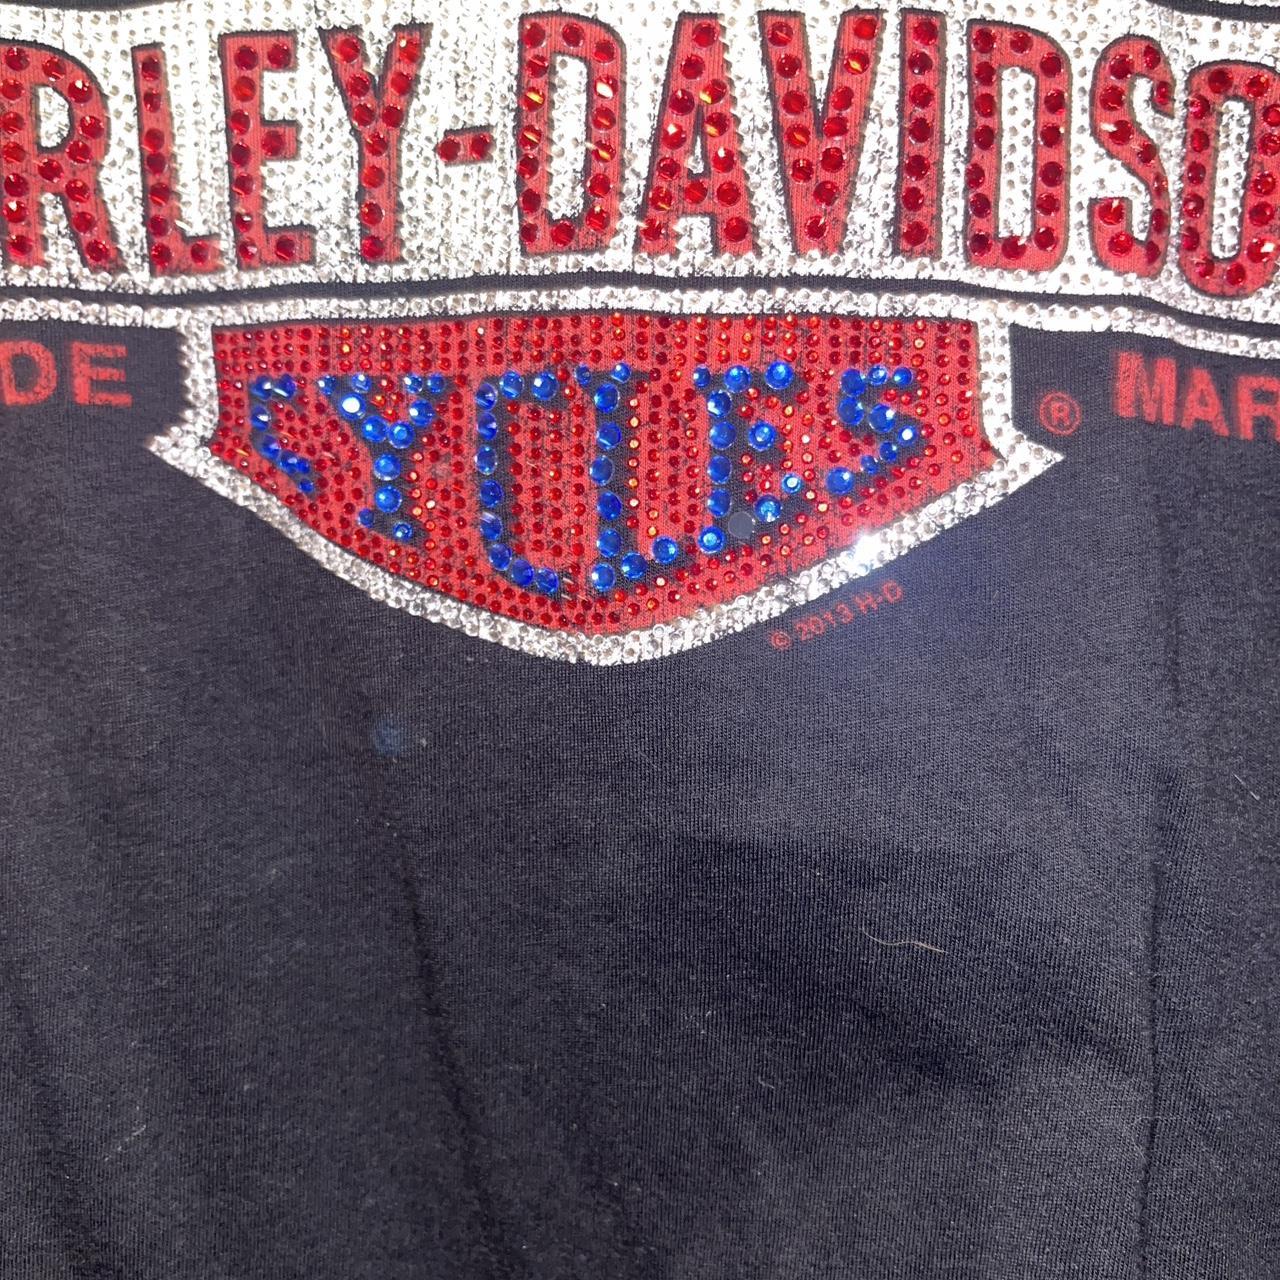 RLEY-DAVIDSO
DE
CYCLES
® MAR
© 2013 H-D